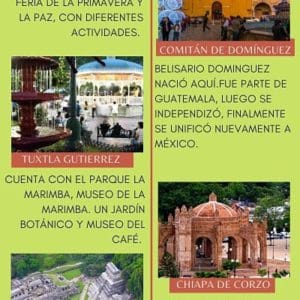 FERIA DE LA PRIMAVERA Y
LA PAZ, CON DIFERENTES
ACTIVIDADES.
TUXTLA GUTIERREZ
CUENTA CON EL PARQUE LA
MARIMBA, MUSEO DE LA
MARIMBA. UN JARDÍN
BOTÁNICO Y MUSEO DEL
CAFÉ.
COMITÁN DE DOMÍNGUEZ
BELISARIO DOMINGUEZ
NACIÓ AQUÍ.FUE PARTE DE
GUATEMALA, LUEGO SE
INDEPENDIZÓ, FINALMENTE
SE UNIFICÓ NUEVAMENTE A
MÉXICO.
CHIAPA DE CORZO